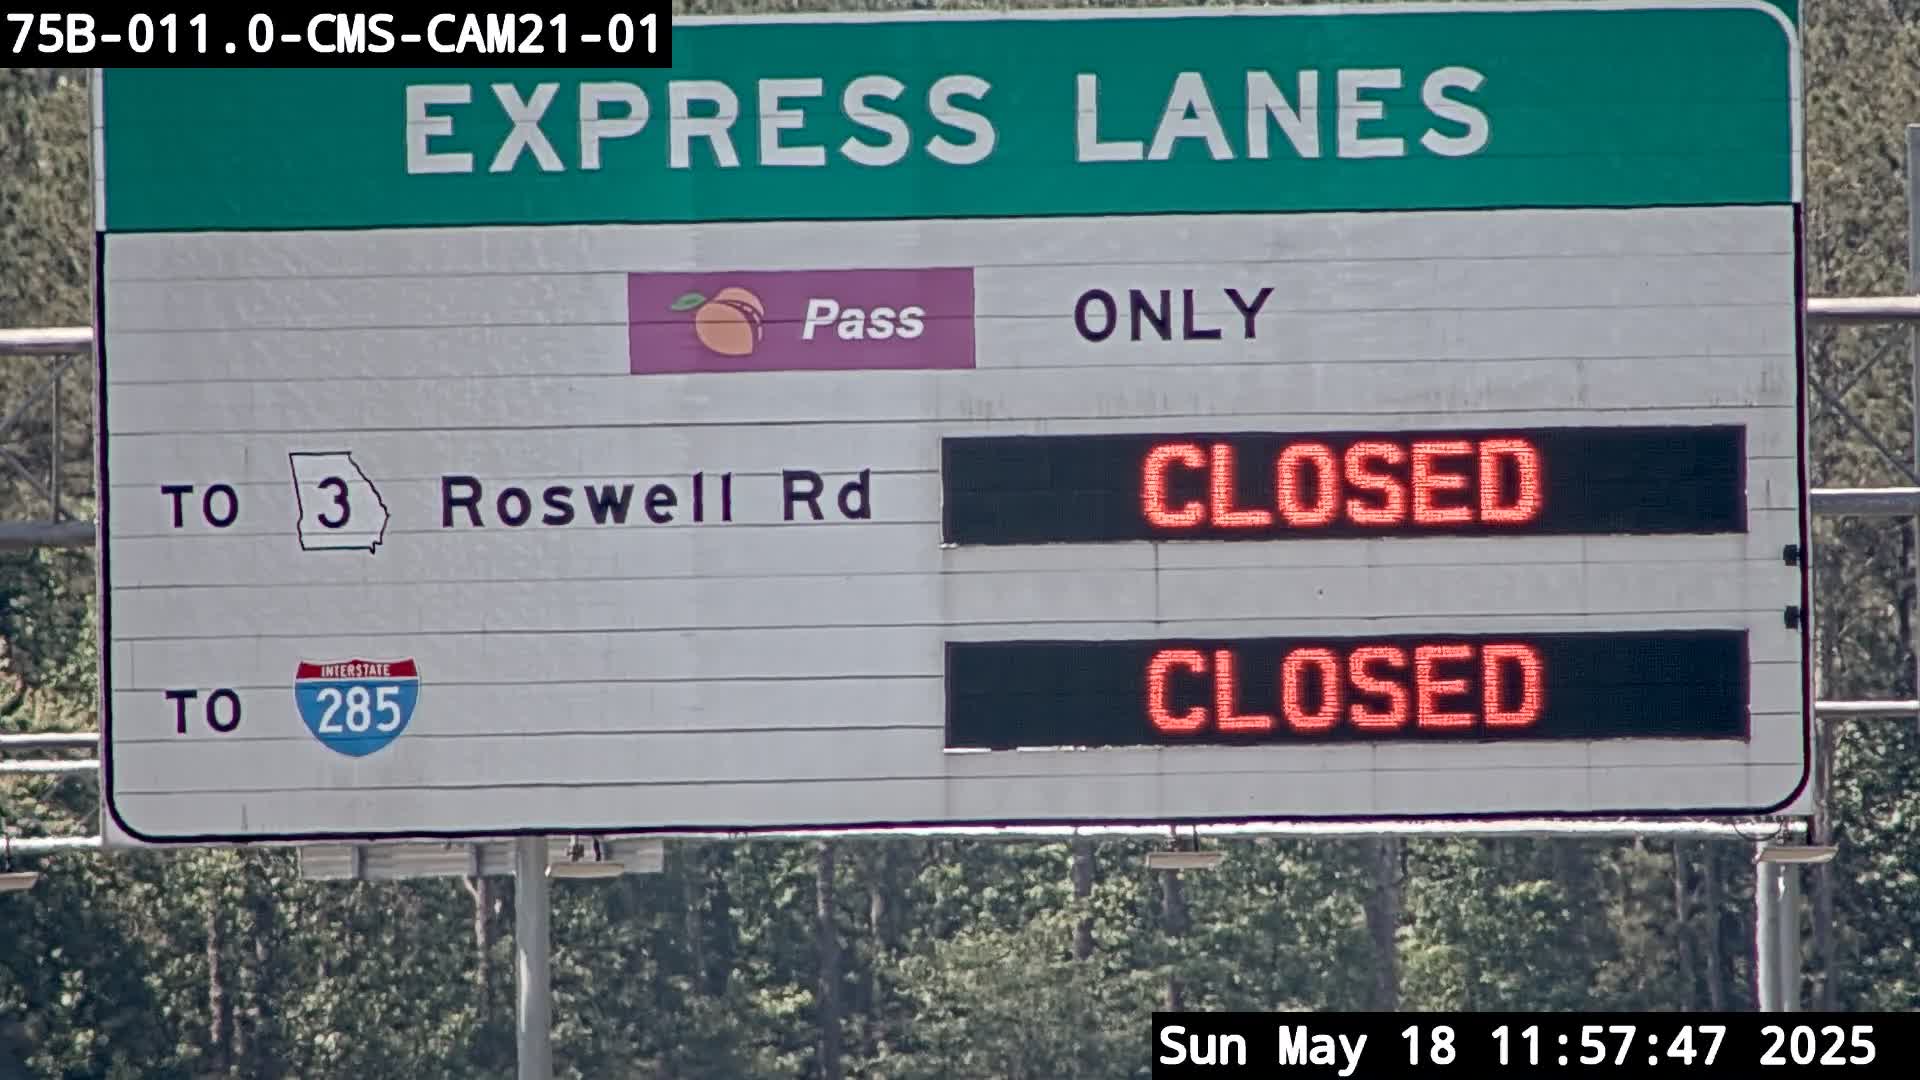 75B-011.0-CMS-CAM21-01
EXPRESS LANES
Pass ONLY
TO 3 Roswell Rd CLOSED
TO INTERSTATE 285 CLOSED
Sun May 18 11:57:47 2025